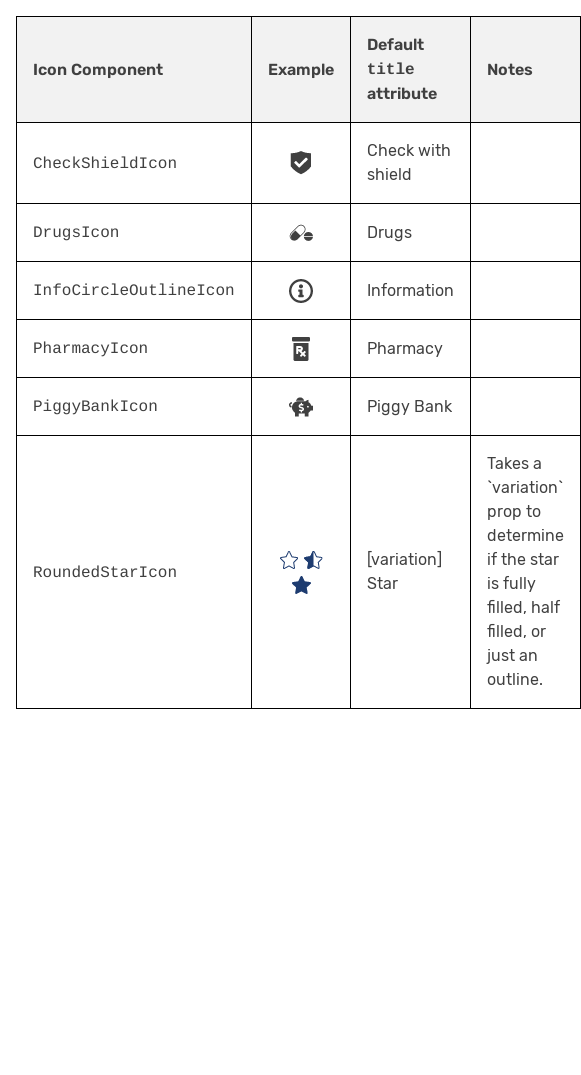 Icon Component
Example
Default
title
attribute
Notes
CheckShieldIcon
Check with
shield
DrugsIcon
Drugs
InfoCircleOutlineIcon
Information
PharmacyIcon
Pharmacy
PiggyBankIcon
Piggy Bank
RoundedStarIcon
[variation]
Star
Takes a
`variation`
prop to
determine
if the star
is fully
filled, half
filled, or
just an
outline.